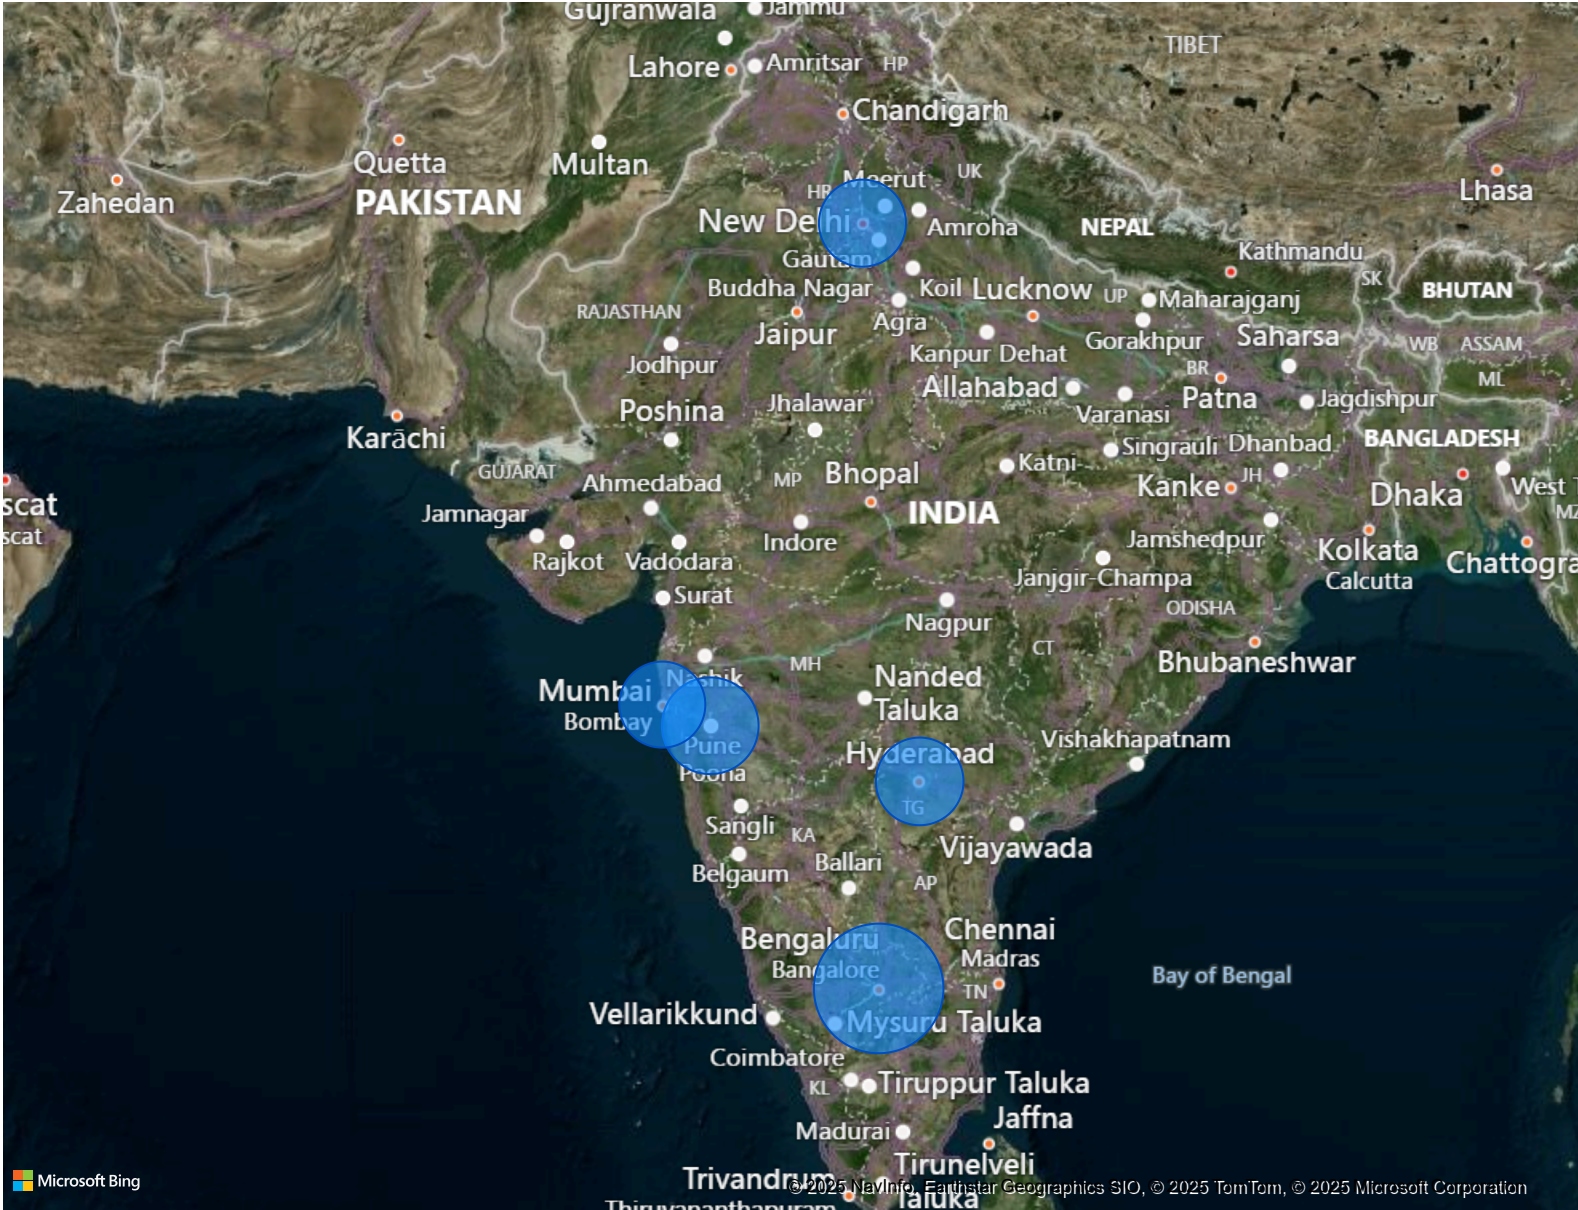 Gujranwala
Jammu
TIBET
Lahore
Amritsar
HP
Chandigarh
Quetta
Multan
UK
Zahedan
PAKISTAN
HR
Meerut
Lhasa
New Delhi
Amroha
NEPAL
Kathmandu
Gautam
Buddha Nagar
Koil
Lucknow
UP
Maharajganj
SK
BHUTAN
RAJASTHAN
Jaipur
Agra
Gorakhpur
Saharsa
WB
ASSAM
Jodhpur
Kanpur Dehat
BR
ML
Allahabad
Varanasi
Patna
Jagdishpur
Poshina
Jhalawar
Karāchi
Singrauli
Dhanbad
BANGLADESH
GUJARAT
Ahmedabad
MP
Bhopal
Katni
Kanke
JH
Dhaka
West T
scat
scat
Jamnagar
INDIA
MZ
Rajkot
Vadodara
Indore
Jamshedpur
Kolkata
Calcutta
Chattogra
Janjgir-Champa
Surat
Nagpur
ODISHA
CT
Bhubaneshwar
MH
Nashik
Mumbai
Bombay
Nanded
Taluka
Pune
Poona
Hyderabad
TG
Vishakhapatnam
Sangli
KA
Vijayawada
Belgaum
Ballari
AP
Bengaluru
Bangalore
Chennai
Madras
TN
Bay of Bengal
Vellarikkund
Mysuru Taluka
Coimbatore
KL
Tiruppur Taluka
Jaffna
Madurai
Trivandrum
Thiruvananthapuram
Tirunelveli
Taluka
Microsoft Bing
© 2025 NavInfo, Earthstar Geographics SIO, © 2025 TomTom, © 2025 Microsoft Corporation